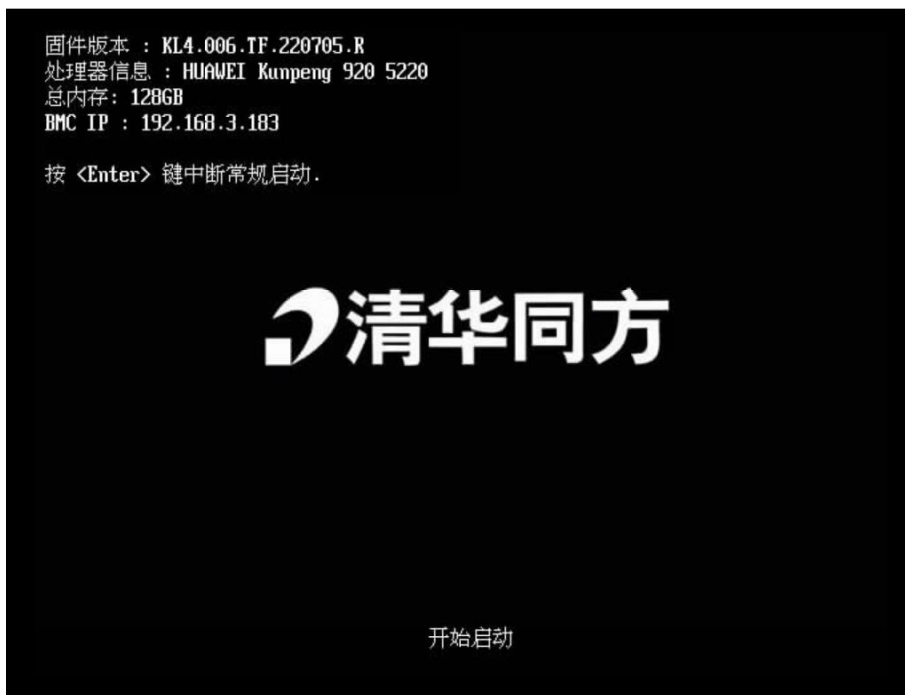 固件版本 : KL4.006.TF.220705.R
处理器信息 : HUAWEI Kunpeng 920 5220
总内存: 128GB
BMC IP : 192.168.3.183
按 <Enter> 键中断常规启动.
清华同方
开始启动